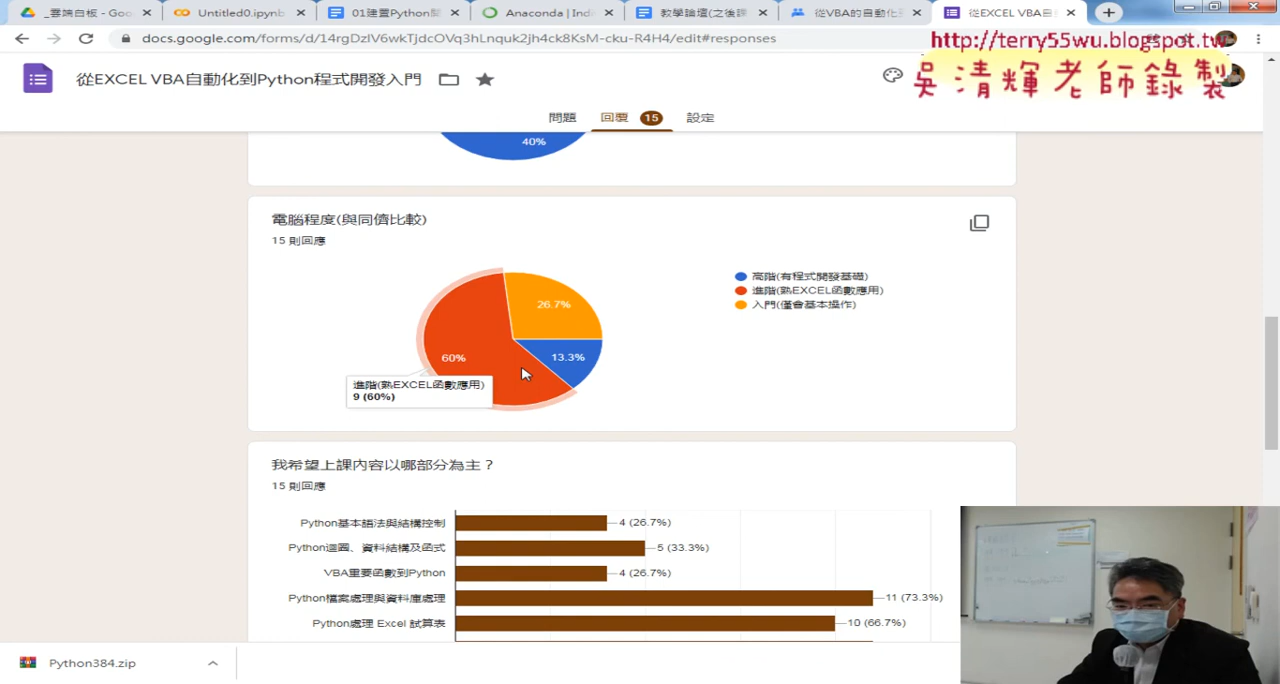 _雲端白板 - Goo
Untitled0.ipynb
01建置Python開
Anaconda | Ind
教學論壇(之後課
從VBA的自動化到
從EXCEL VBA自
docs.google.com/forms/d/14rgDzlV6wkTjdcOVq3hLnquk2jh4ck8KsM-cku-R4H4/edit#responses
http://terry55wu.blogspot.tw
吳清輝老師錄製
從EXCEL VBA自動化到Python程式開發入門
問題
回覆 15
設定
40%
電腦程度(與同儕比較)
15 則回應
高階(有程式開發基礎)
進階(熟EXCEL函數應用)
入門(僅會基本操作)
26.7%
60%
13.3%
進階(熟EXCEL函數應用)
9 (60%)
我希望上課內容以哪部分為主？
15 則回應
Python基本語法與結構控制 4 (26.7%)
Python迴圈、資料結構及函式 5 (33.3%)
VBA重要函數到Python 4 (26.7%)
Python檔案處理與資料庫處理 11 (73.3%)
Python處理 Excel 試算表 10 (66.7%)
Python384.zip